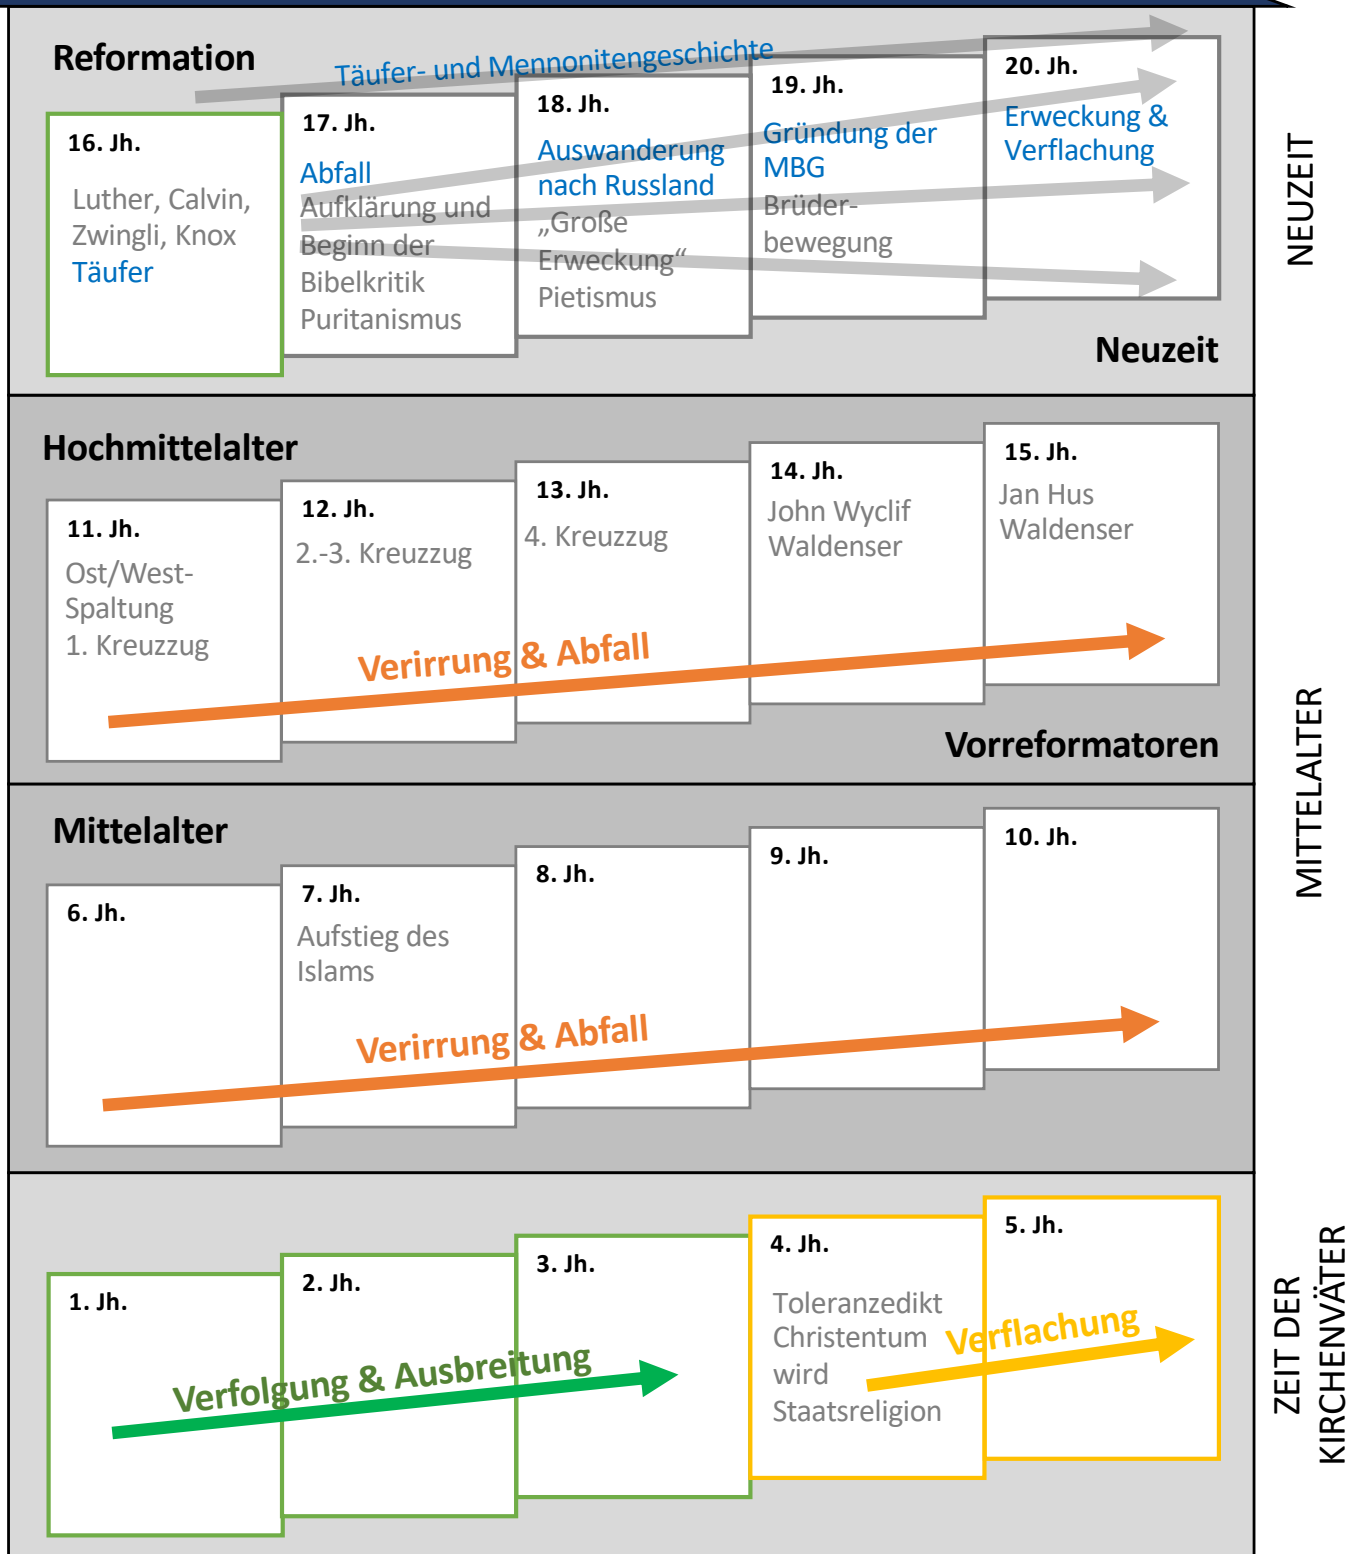 Reformation
Täufer- und Mennonitengeschichte
16. Jh.
Luther, Calvin,
Zwingli, Knox
Täufer
17. Jh.
Abfall
Aufklärung und
Beginn der
Bibelkritik
Puritanismus
18. Jh.
Auswanderung
nach Russland
„Große
Erweckung“
Pietismus
19. Jh.
Gründung der
MBG
Brüder-
bewegung
20. Jh.
Erweckung &
Verflachung
Neuzeit
NEUZEIT
Hochmittelalter
11. Jh.
Ost/West-
Spaltung
1. Kreuzzug
12. Jh.
2.-3. Kreuzzug
13. Jh.
4. Kreuzzug
14. Jh.
John Wyclif
Waldenser
15. Jh.
Jan Hus
Waldenser
Verirrung & Abfall
Vorreformatoren
MITTELALTER
Mittelalter
6. Jh.
7. Jh.
Aufstieg des
Islams
8. Jh.
9. Jh.
10. Jh.
Verirrung & Abfall
1. Jh.
2. Jh.
3. Jh.
Verfolgung & Ausbreitung
4. Jh.
Toleranzedikt
Christentum
wird
Staatsreligion
5. Jh.
Verflachung
ZEIT DER
KIRCHENVÄTER